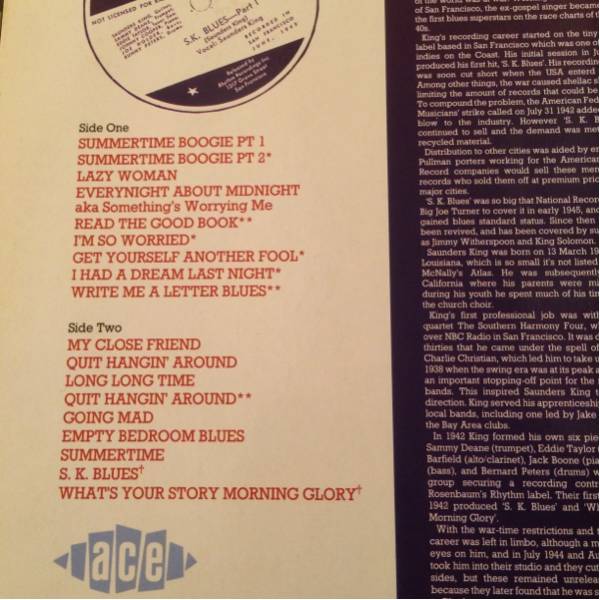 NOT LICENSED FOR
S.K. BLUES—Part 1
(Saunders King)
Vocal: Saunders King
RECORDED IN
SAN FRANCISCO
JUNE, 1942
Side One
SUMMERTIME BOOGIE PT 1
SUMMERTIME BOOGIE PT 2*
LAZY WOMAN
EVERYNIGHT ABOUT MIDNIGHT
aka Something's Worrying Me
READ THE GOOD BOOK**
I'M SO WORRIED*
GET YOURSELF ANOTHER FOOL*
I HAD A DREAM LAST NIGHT*
WRITE ME A LETTER BLUES**
Side Two
MY CLOSE FRIEND
QUIT HANGIN' AROUND
LONG LONG TIME
QUIT HANGIN' AROUND**
GOING MAD
EMPTY BEDROOM BLUES
SUMMERTIME
S. K. BLUES†
WHAT'S YOUR STORY MORNING GLORY†
ace
of San Francisco, the ex-gospel singer became
the first blues superstars on the race charts of th
40s.
King's recording career started on the tiny
label based in San Francisco which was one of
indies on the Coast. His initial session in J
produced his first hit, 'S. K. Blues'. His recording
was soon cut short when the USA enterd
Among other things, the war caused shellac s
limiting the amount of records that could be
To compound the problem, the American Fed
Musicians' strike called on July 31 1942 added
blow to the industry. However 'S. K. B
continued to sell and the demand was met
recycled material.
Distribution to other cities was aided by en
Pullman porters working for the American
Record companies would sell these men
records who sold them off at premium pric
major cities.
'S. K. Blues' was so big that National Record
Big Joe Turner to cover it in early 1945, and
gained blues standard status. Since then
been revived, and has been covered by su
as Jimmy Witherspoon and King Solomon.
Saunders King was born on 13 March 19
Louisiana, which is so small it's not listed
McNally's Atlas. He was subsequently
California where his parents were mi
during his youth he spent much of his tim
the church choir.
King's first professional job was with
quartet The Southern Harmony Four, w
over NBC Radio in San Francisco. It was d
thirties that he came under the spell of
Charlie Christian, which led him to take u
1938 when the swing era was at its peak a
an important stopping-off point for the
bands. This inspired Saunders King t
direction. King served his apprenticeship
local bands, including one led by Jake
the Bay Area clubs.
In 1942 King formed his own six pie
Sammy Deane (trumpet), Eddie Taylor (
Barfield (alto/clarinet), Jack Boone (pia
(bass), and Bernard Peters (drums) w
group securing a recording contr
Rosenbaum's Rhythm label. Their first
1942 produced 'S. K. Blues' and 'Wh
Morning Glory'.
With the war-time restrictions and
career was left in limbo, although a m
eyes on him, and in July 1944 and Au
took him into their studio and they cut
sides, but these remained unrelea
because they later found that he was s